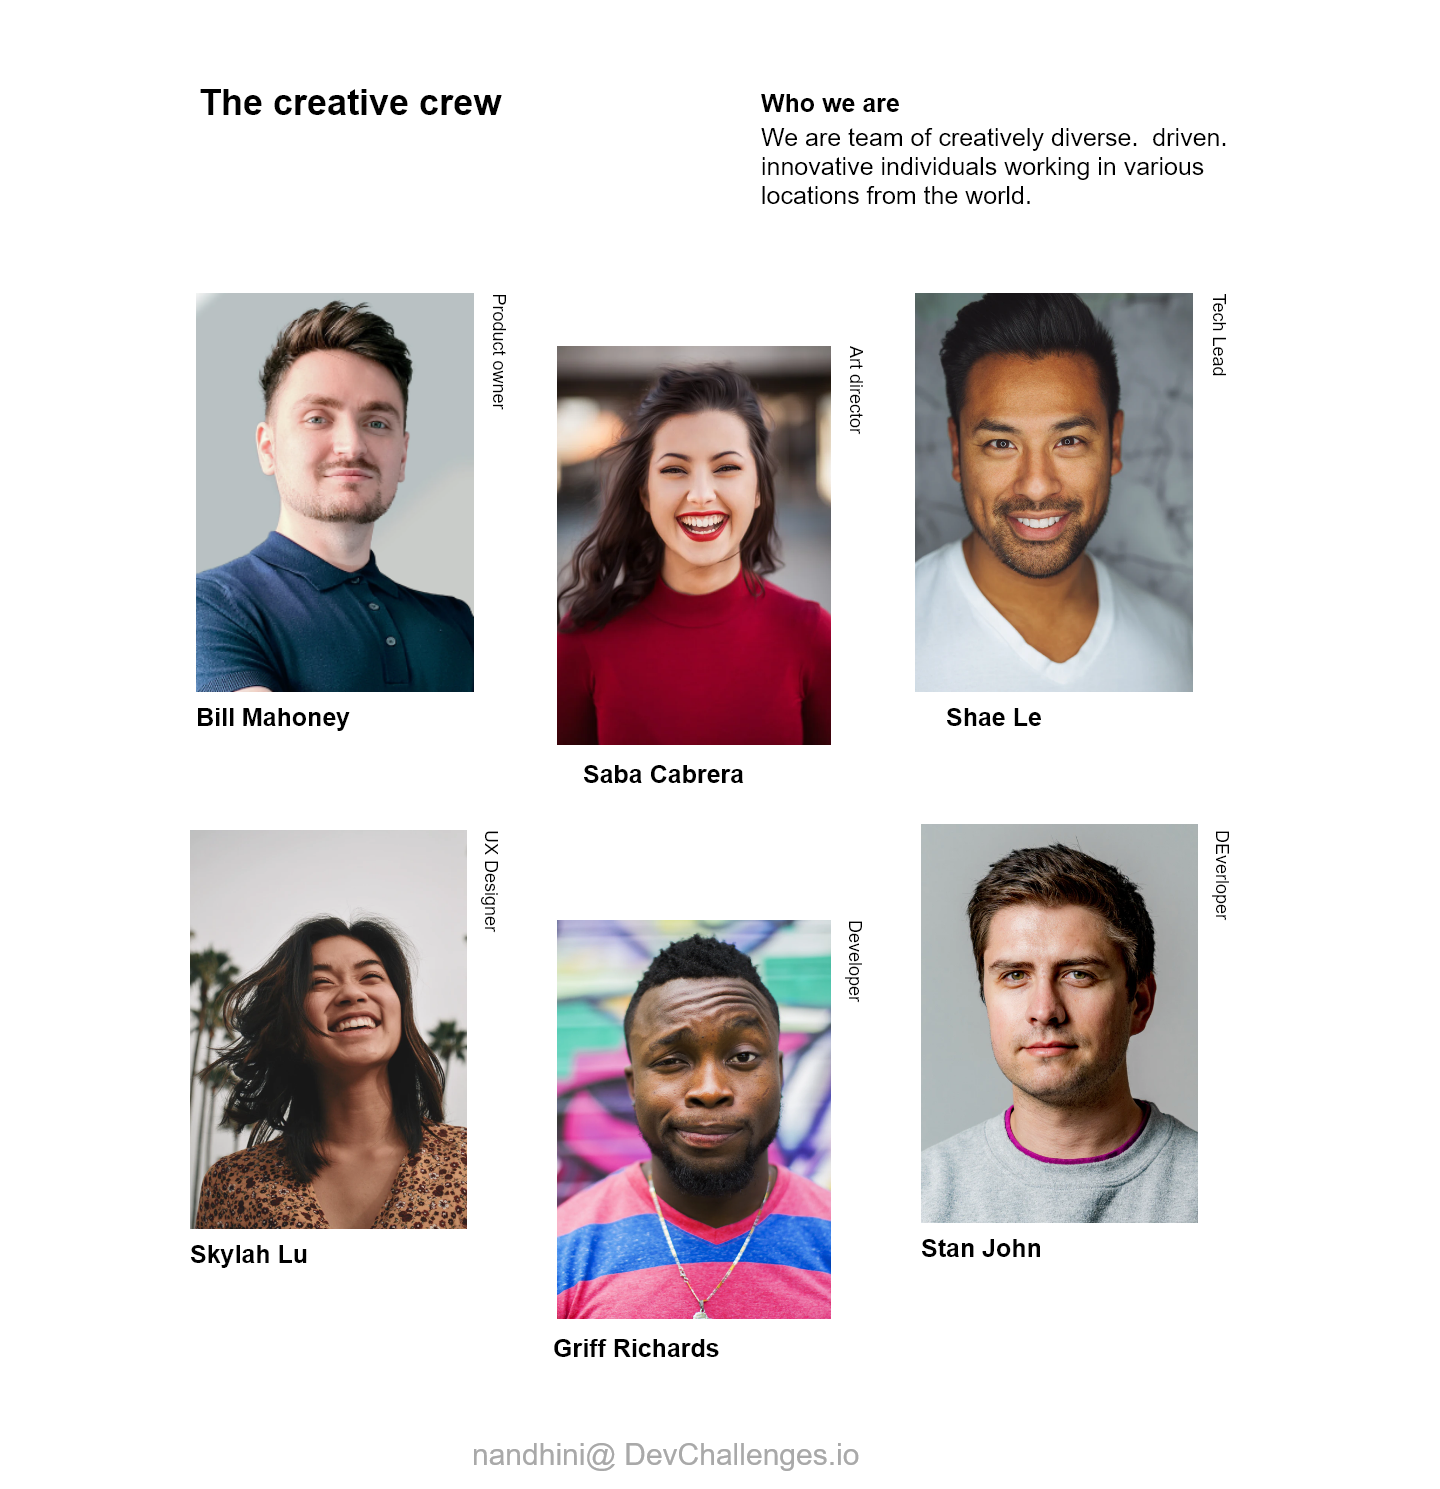 The creative crew
Who we are
We are team of creatively diverse.  driven.
innovative individuals working in various
locations from the world.
Product owner
Bill Mahoney
Art director
Saba Cabrera
Tech Lead
Shae Le
UX Designer
Skylah Lu
Developer
Griff Richards
DEverloper
Stan John
nandhini@ DevChallenges.io